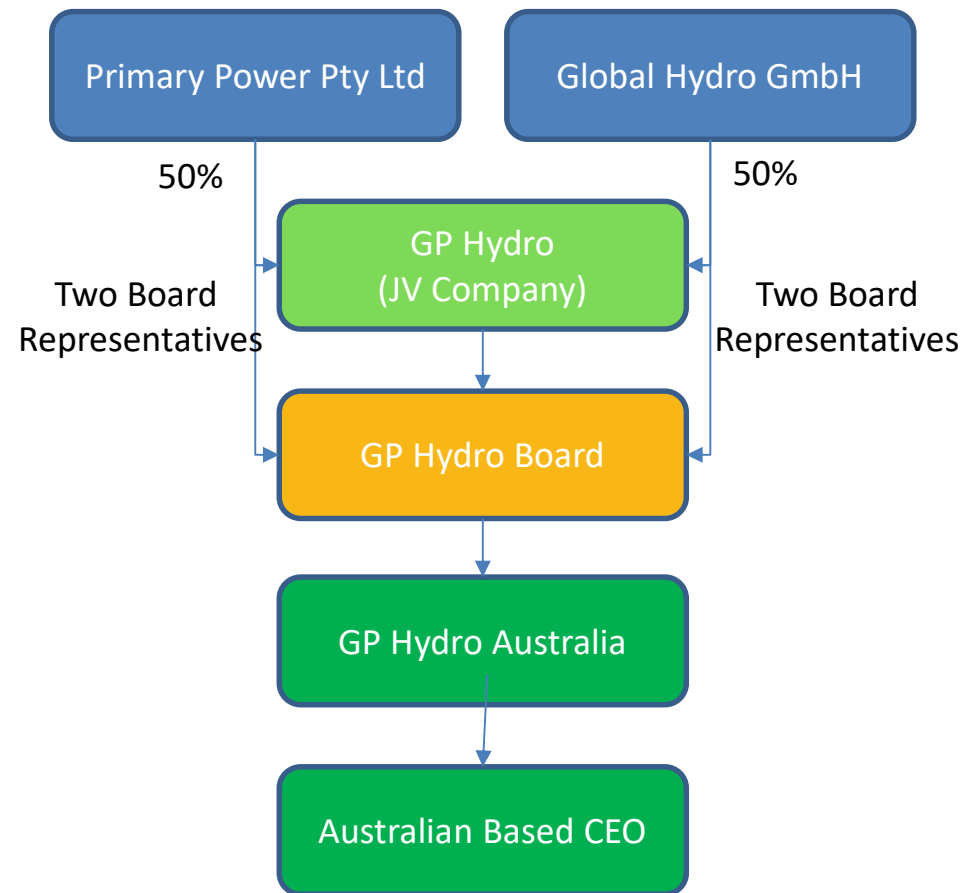 Primary Power Pty Ltd
Global Hydro GmbH
50%
50%
GP Hydro
(JV Company)
Two Board
Representatives
Two Board
Representatives
GP Hydro Board
GP Hydro Australia
Australian Based CEO